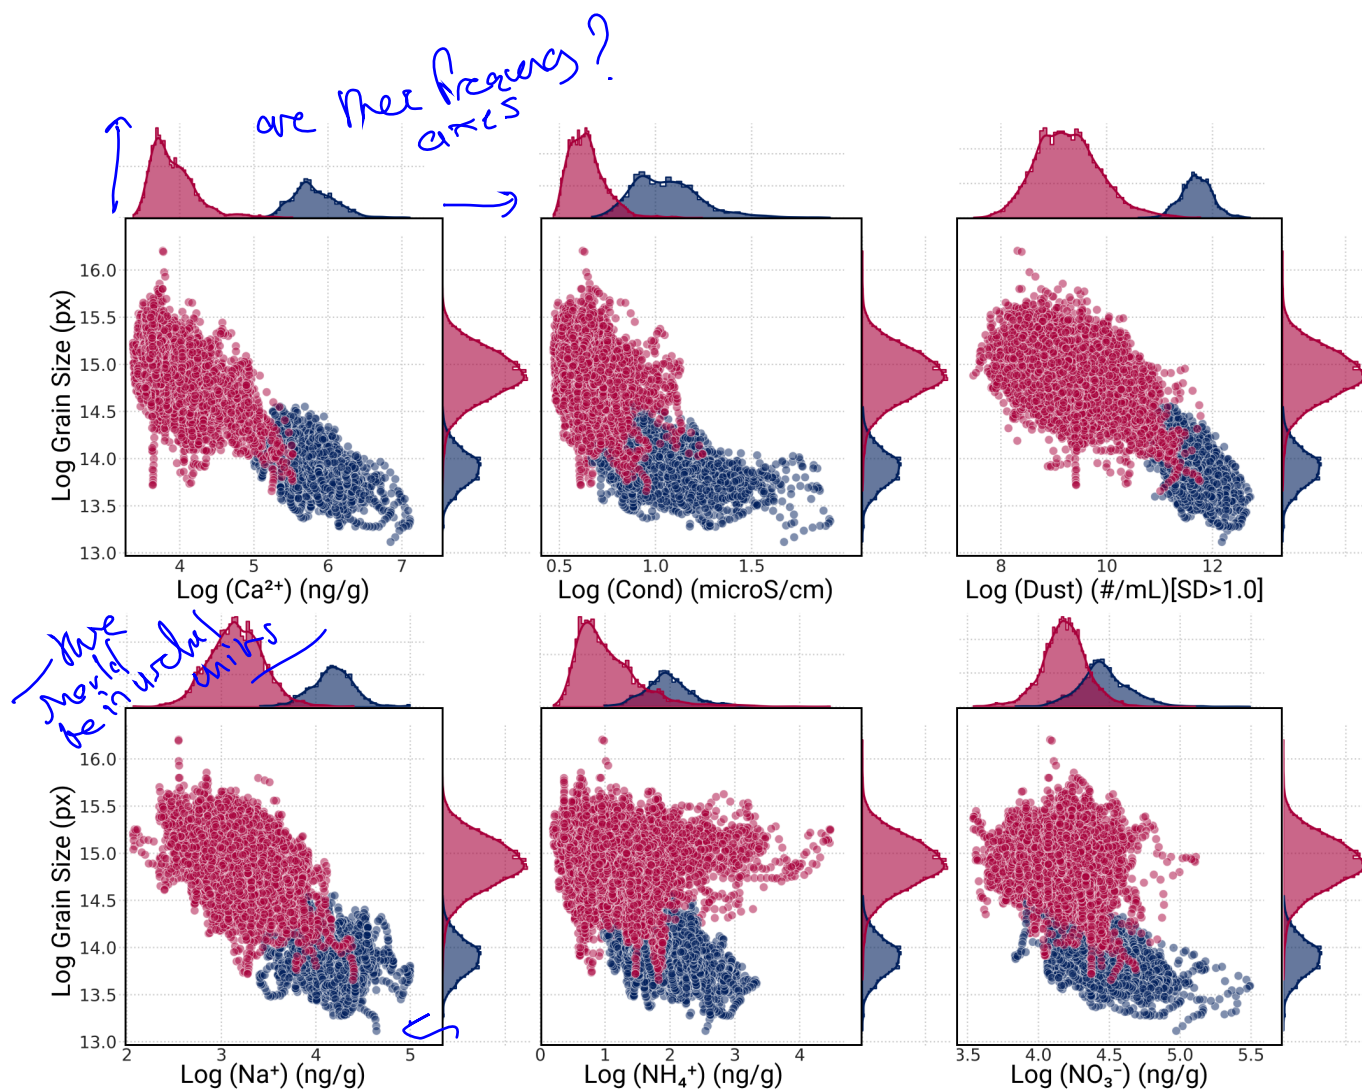 are these frequency?
axes
16.0
15.5
15.0
14.5
14.0
13.5
13.0
Log Grain Size (px)
4 5 6 7
Log (Ca²⁺) (ng/g)
0.5 1.0 1.5
Log (Cond) (microS/cm)
8 10 12
Log (Dust) (#/mL)[SD>1.0]
be in
units
16.0
15.5
15.0
14.5
14.0
13.5
13.0
Log Grain Size (px)
2 3 4 5
Log (Na⁺) (ng/g)
0 1 2 3 4
Log (NH₄⁺) (ng/g)
3.5 4.0 4.5 5.0 5.5
Log (NO₃⁻) (ng/g)